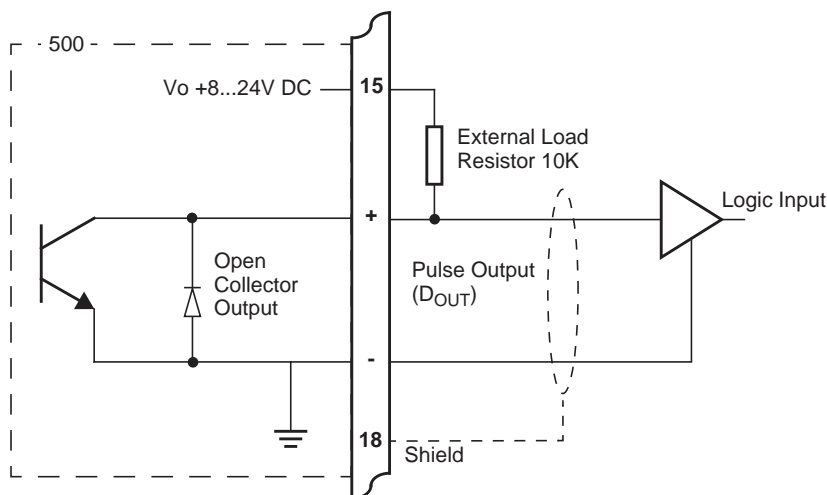 500
Vo +8...24V DC
15
External Load
Resistor 10K
+
Logic Input
Open
Collector
Output
Pulse Output
(DOUT)
-
18
Shield